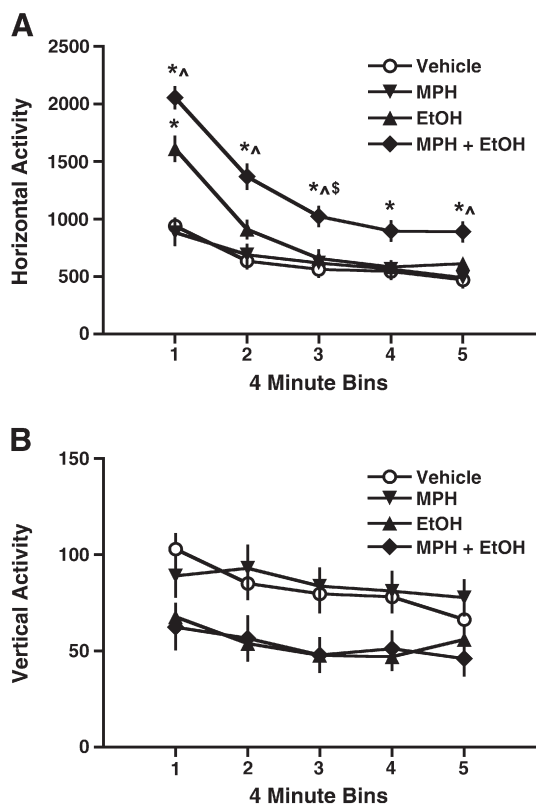 A
2500
2000
1500
1000
500
0
Horizontal Activity
*^
*
*^
*^$
*
*^
Vehicle
MPH
EtOH
MPH + EtOH
1 2 3 4 5
4 Minute Bins
B
150
100
50
0
Vertical Activity
Vehicle
MPH
EtOH
MPH + EtOH
1 2 3 4 5
4 Minute Bins